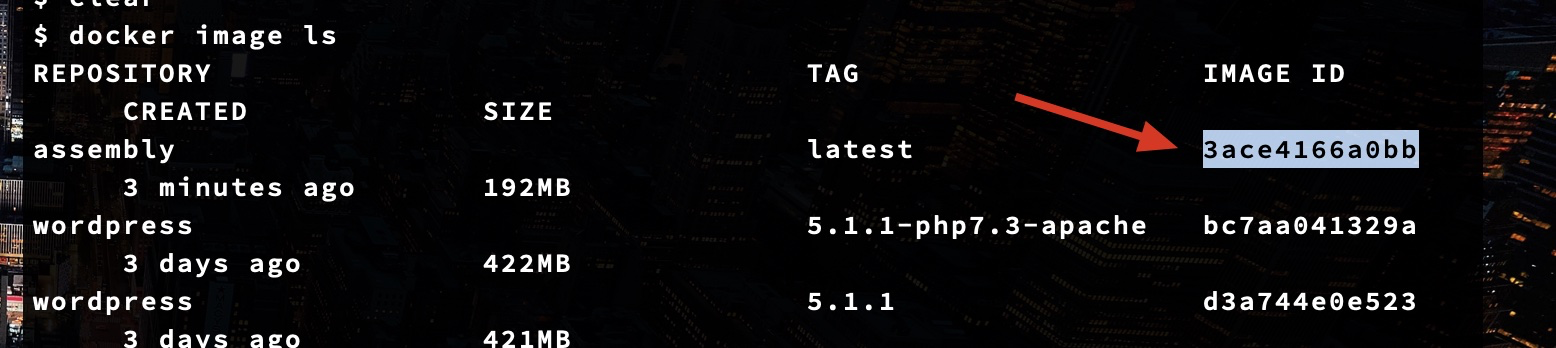 $ clear
$ docker image ls
REPOSITORY TAG IMAGE ID
CREATED SIZE
assembly latest 3ace4166a0bb
3 minutes ago 192MB
wordpress 5.1.1-php7.3-apache bc7aa041329a
3 days ago 422MB
wordpress 5.1.1 d3a744e0e523
3 days ago 421MB